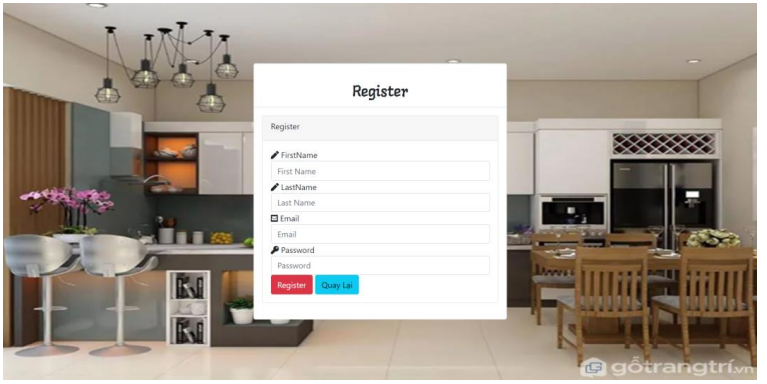 Register
Register
FirstName
First Name
LastName
Last Name
Email
Email
Password
Password
Register Quay Lại
gỗtrangtrí.vn